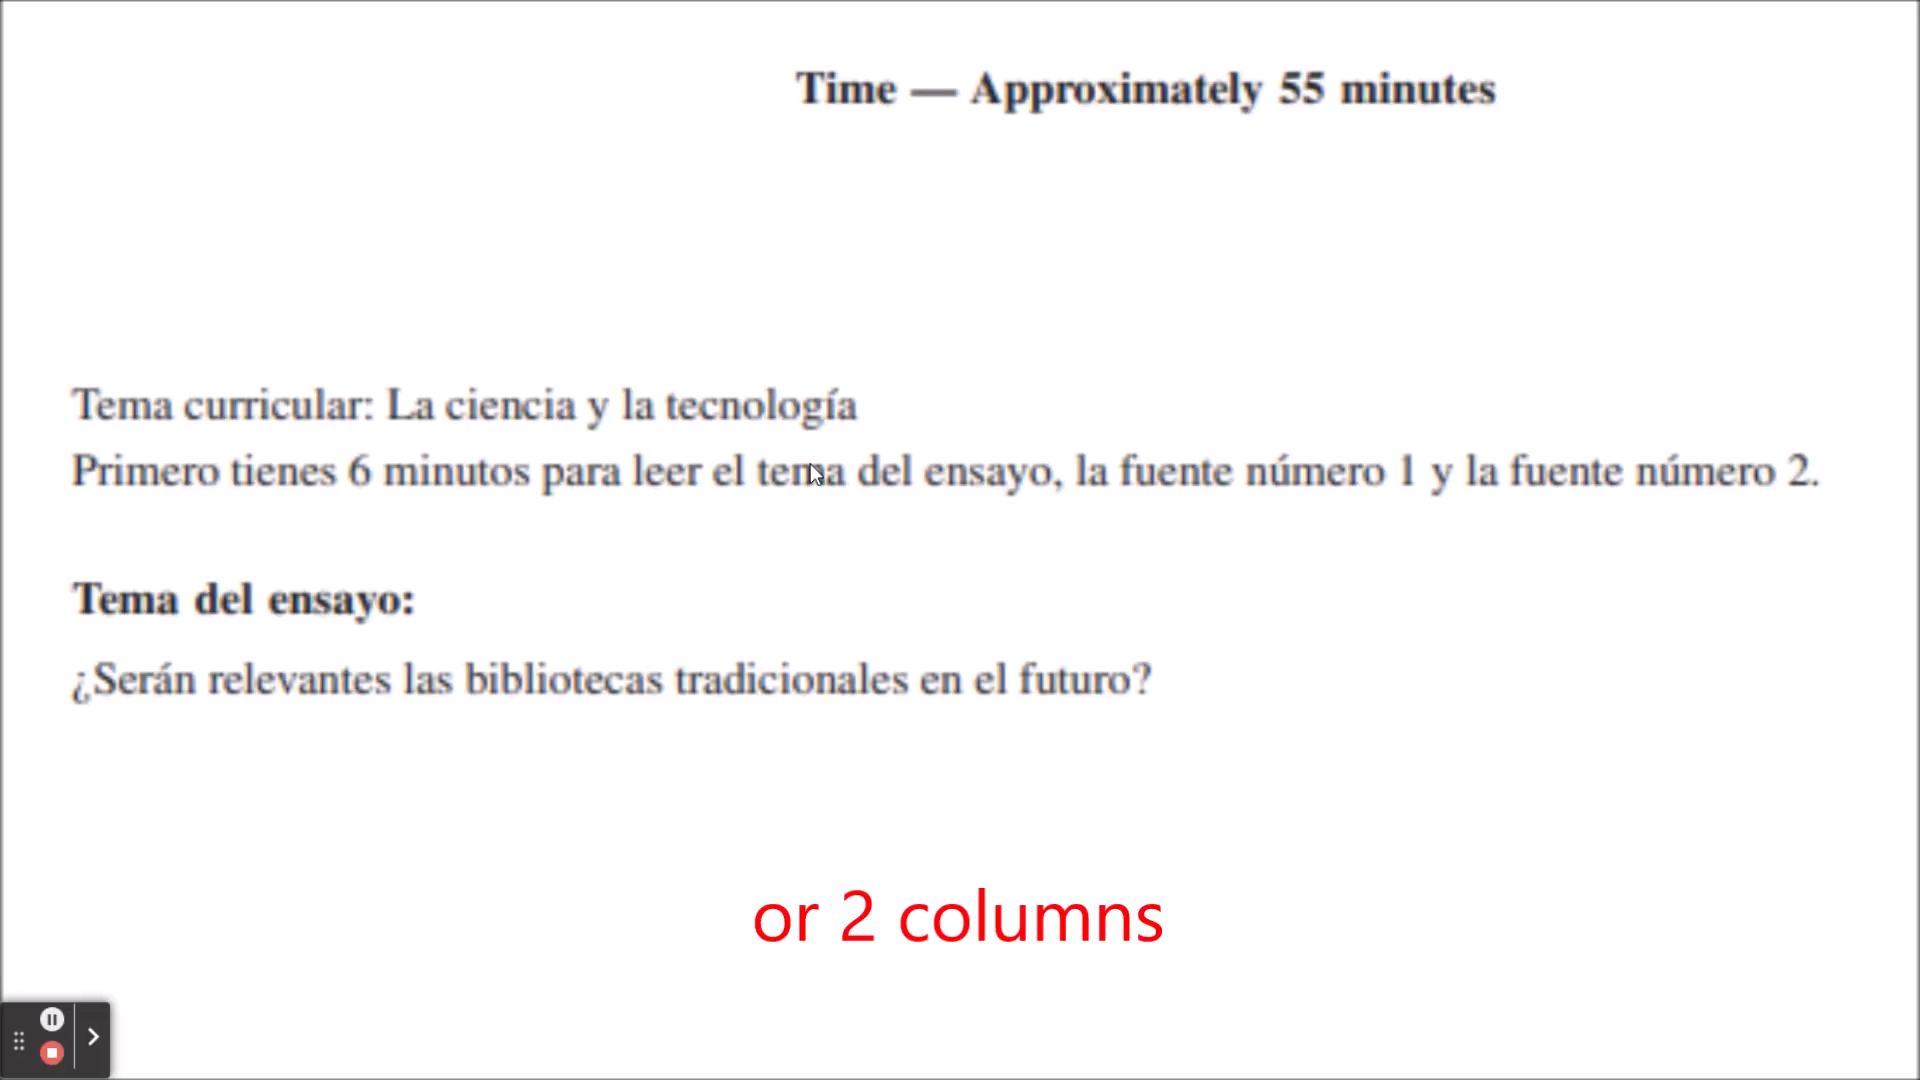 Time — Approximately 55 minutes
Tema curricular: La ciencia y la tecnología
Primero tienes 6 minutos para leer el tema del ensayo, la fuente número 1 y la fuente número 2.
Tema del ensayo:
¿Serán relevantes las bibliotecas tradicionales en el futuro?
or 2 columns